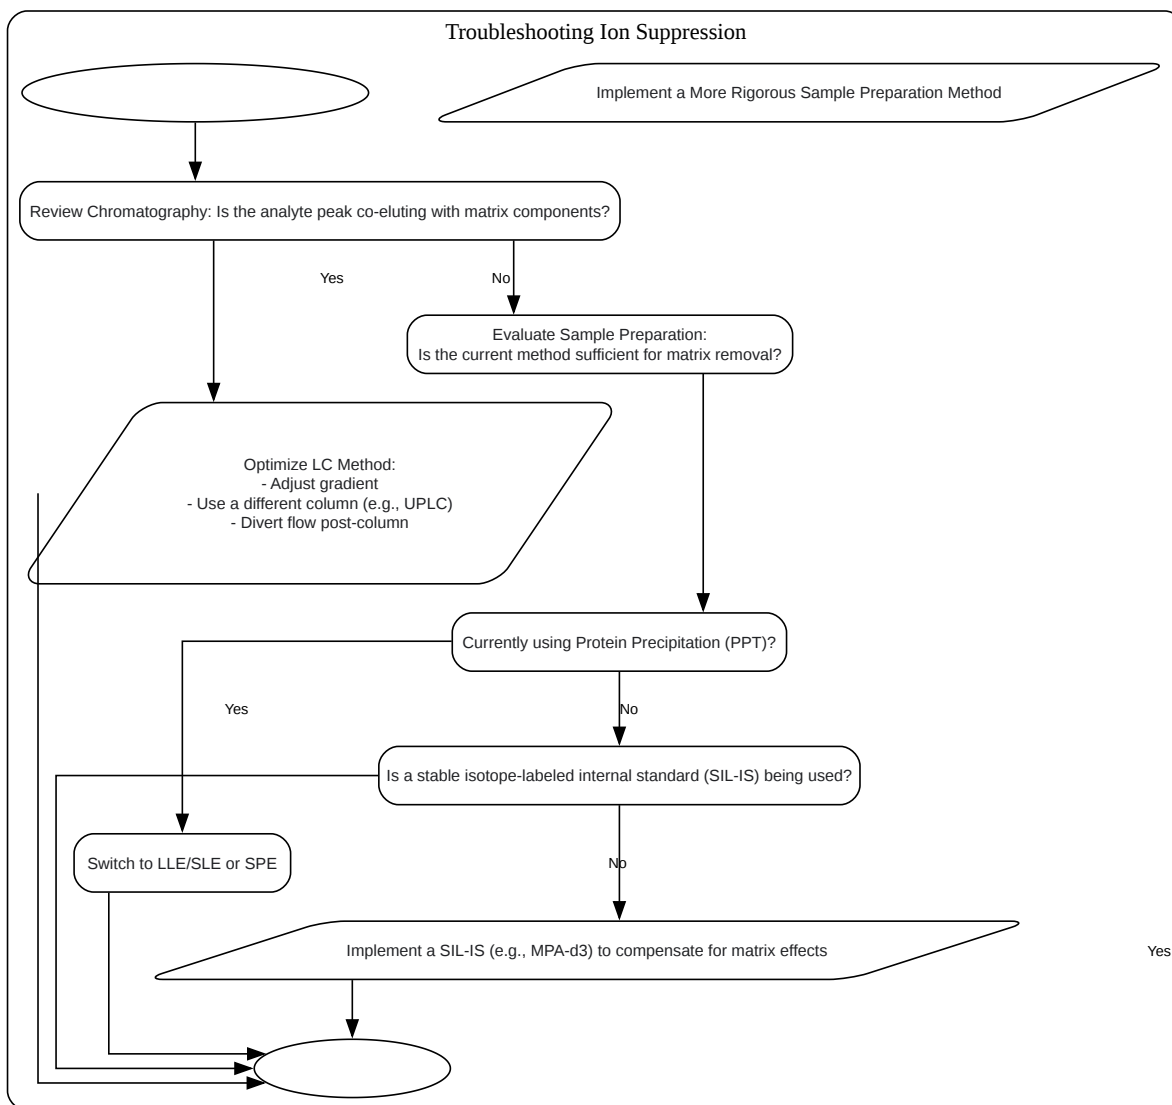 Troubleshooting Ion Suppression
Implement a More Rigorous Sample Preparation Method
Review Chromatography: Is the analyte peak co-eluting with matrix components?
Yes
No
Evaluate Sample Preparation:
Is the current method sufficient for matrix removal?
Optimize LC Method:
- Adjust gradient
- Use a different column (e.g., UPLC)
- Divert flow post-column
Currently using Protein Precipitation (PPT)?
Yes
No
Is a stable isotope-labeled internal standard (SIL-IS) being used?
Switch to LLE/SLE or SPE
No
Implement a SIL-IS (e.g., MPA-d3) to compensate for matrix effects
Yes